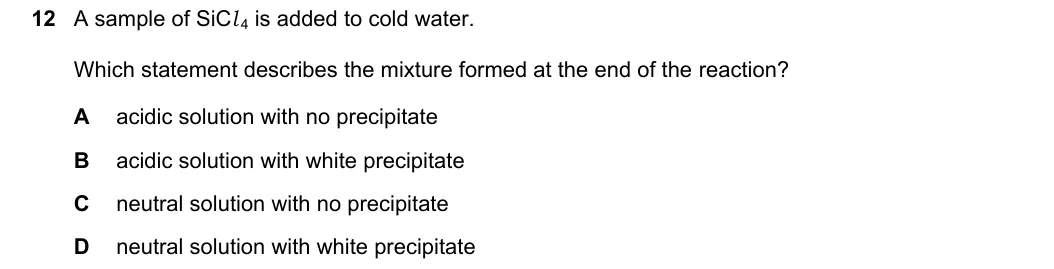 12 A sample of SiCl₄ is added to cold water.
Which statement describes the mixture formed at the end of the reaction?
A acidic solution with no precipitate
B acidic solution with white precipitate
C neutral solution with no precipitate
D neutral solution with white precipitate